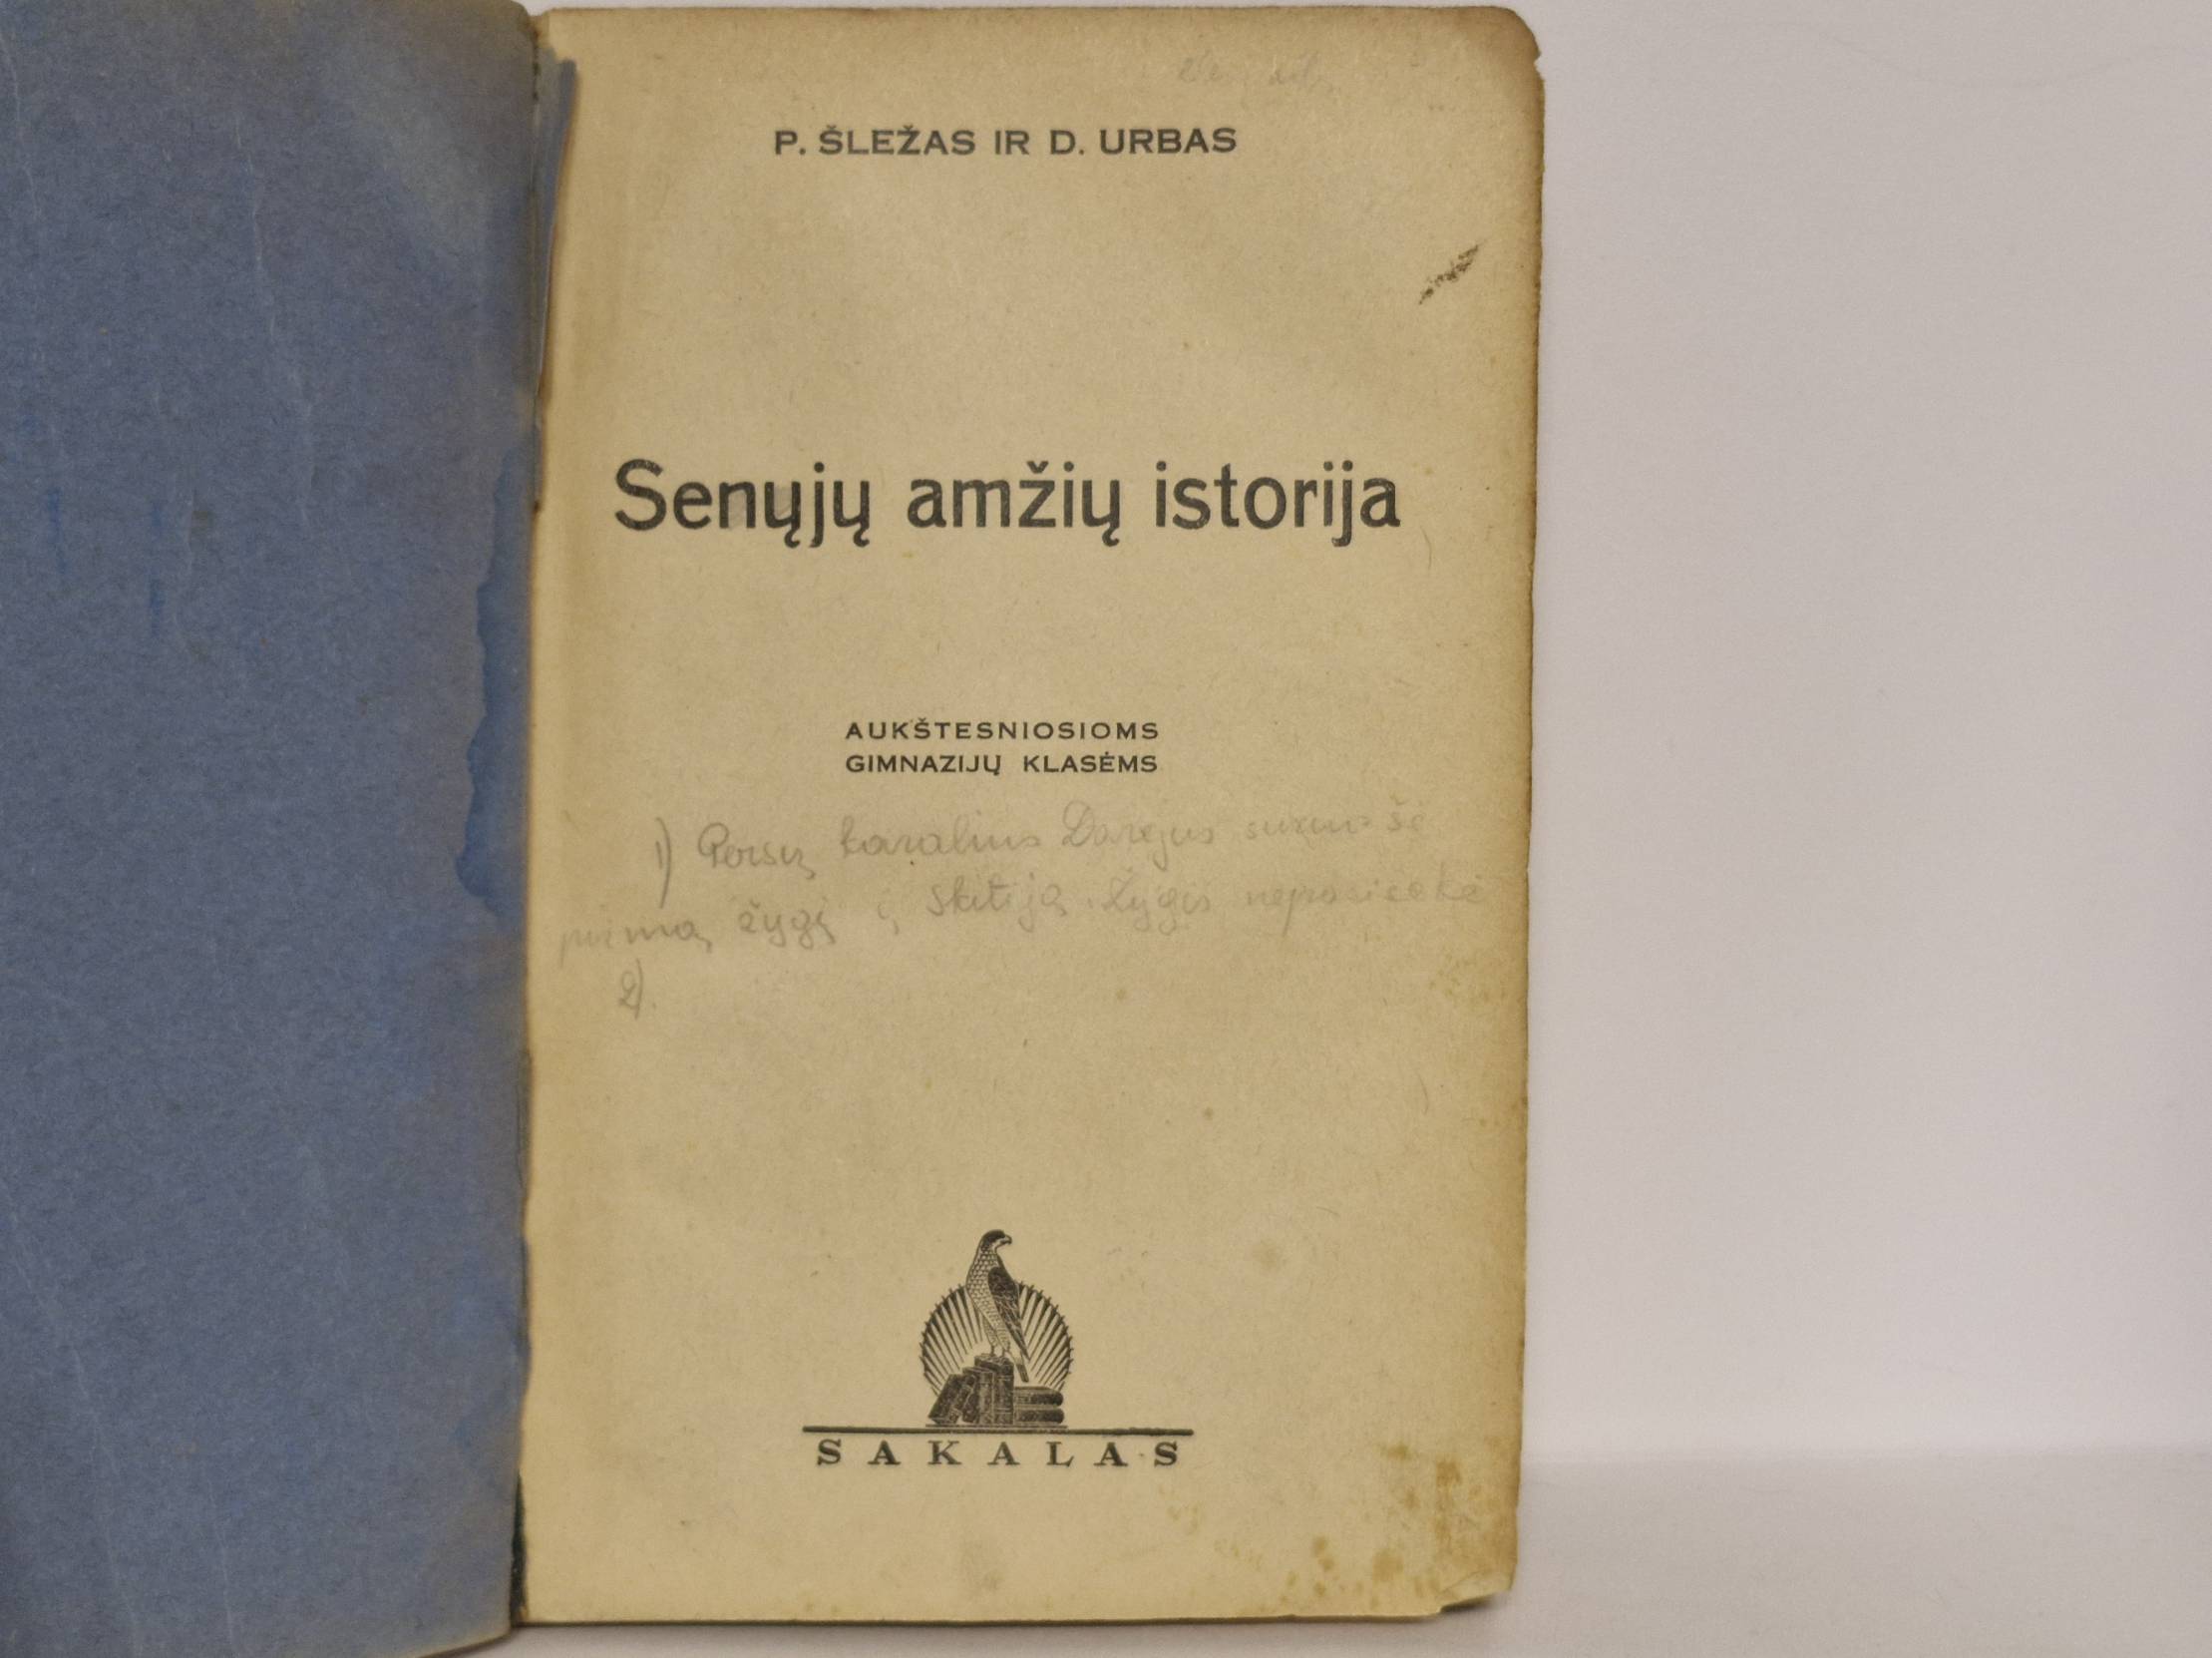 P. ŠLEŽAS IR D. URBAS
Senųjų amžių istorija
AUKŠTESNIOSIOMS
GIMNAZIJŲ KLASĖMS
1) Persų karalius Darejus suruošė
pirmą žygį į Skitiją. Žygis nepasisekė
2).
SAKALAS